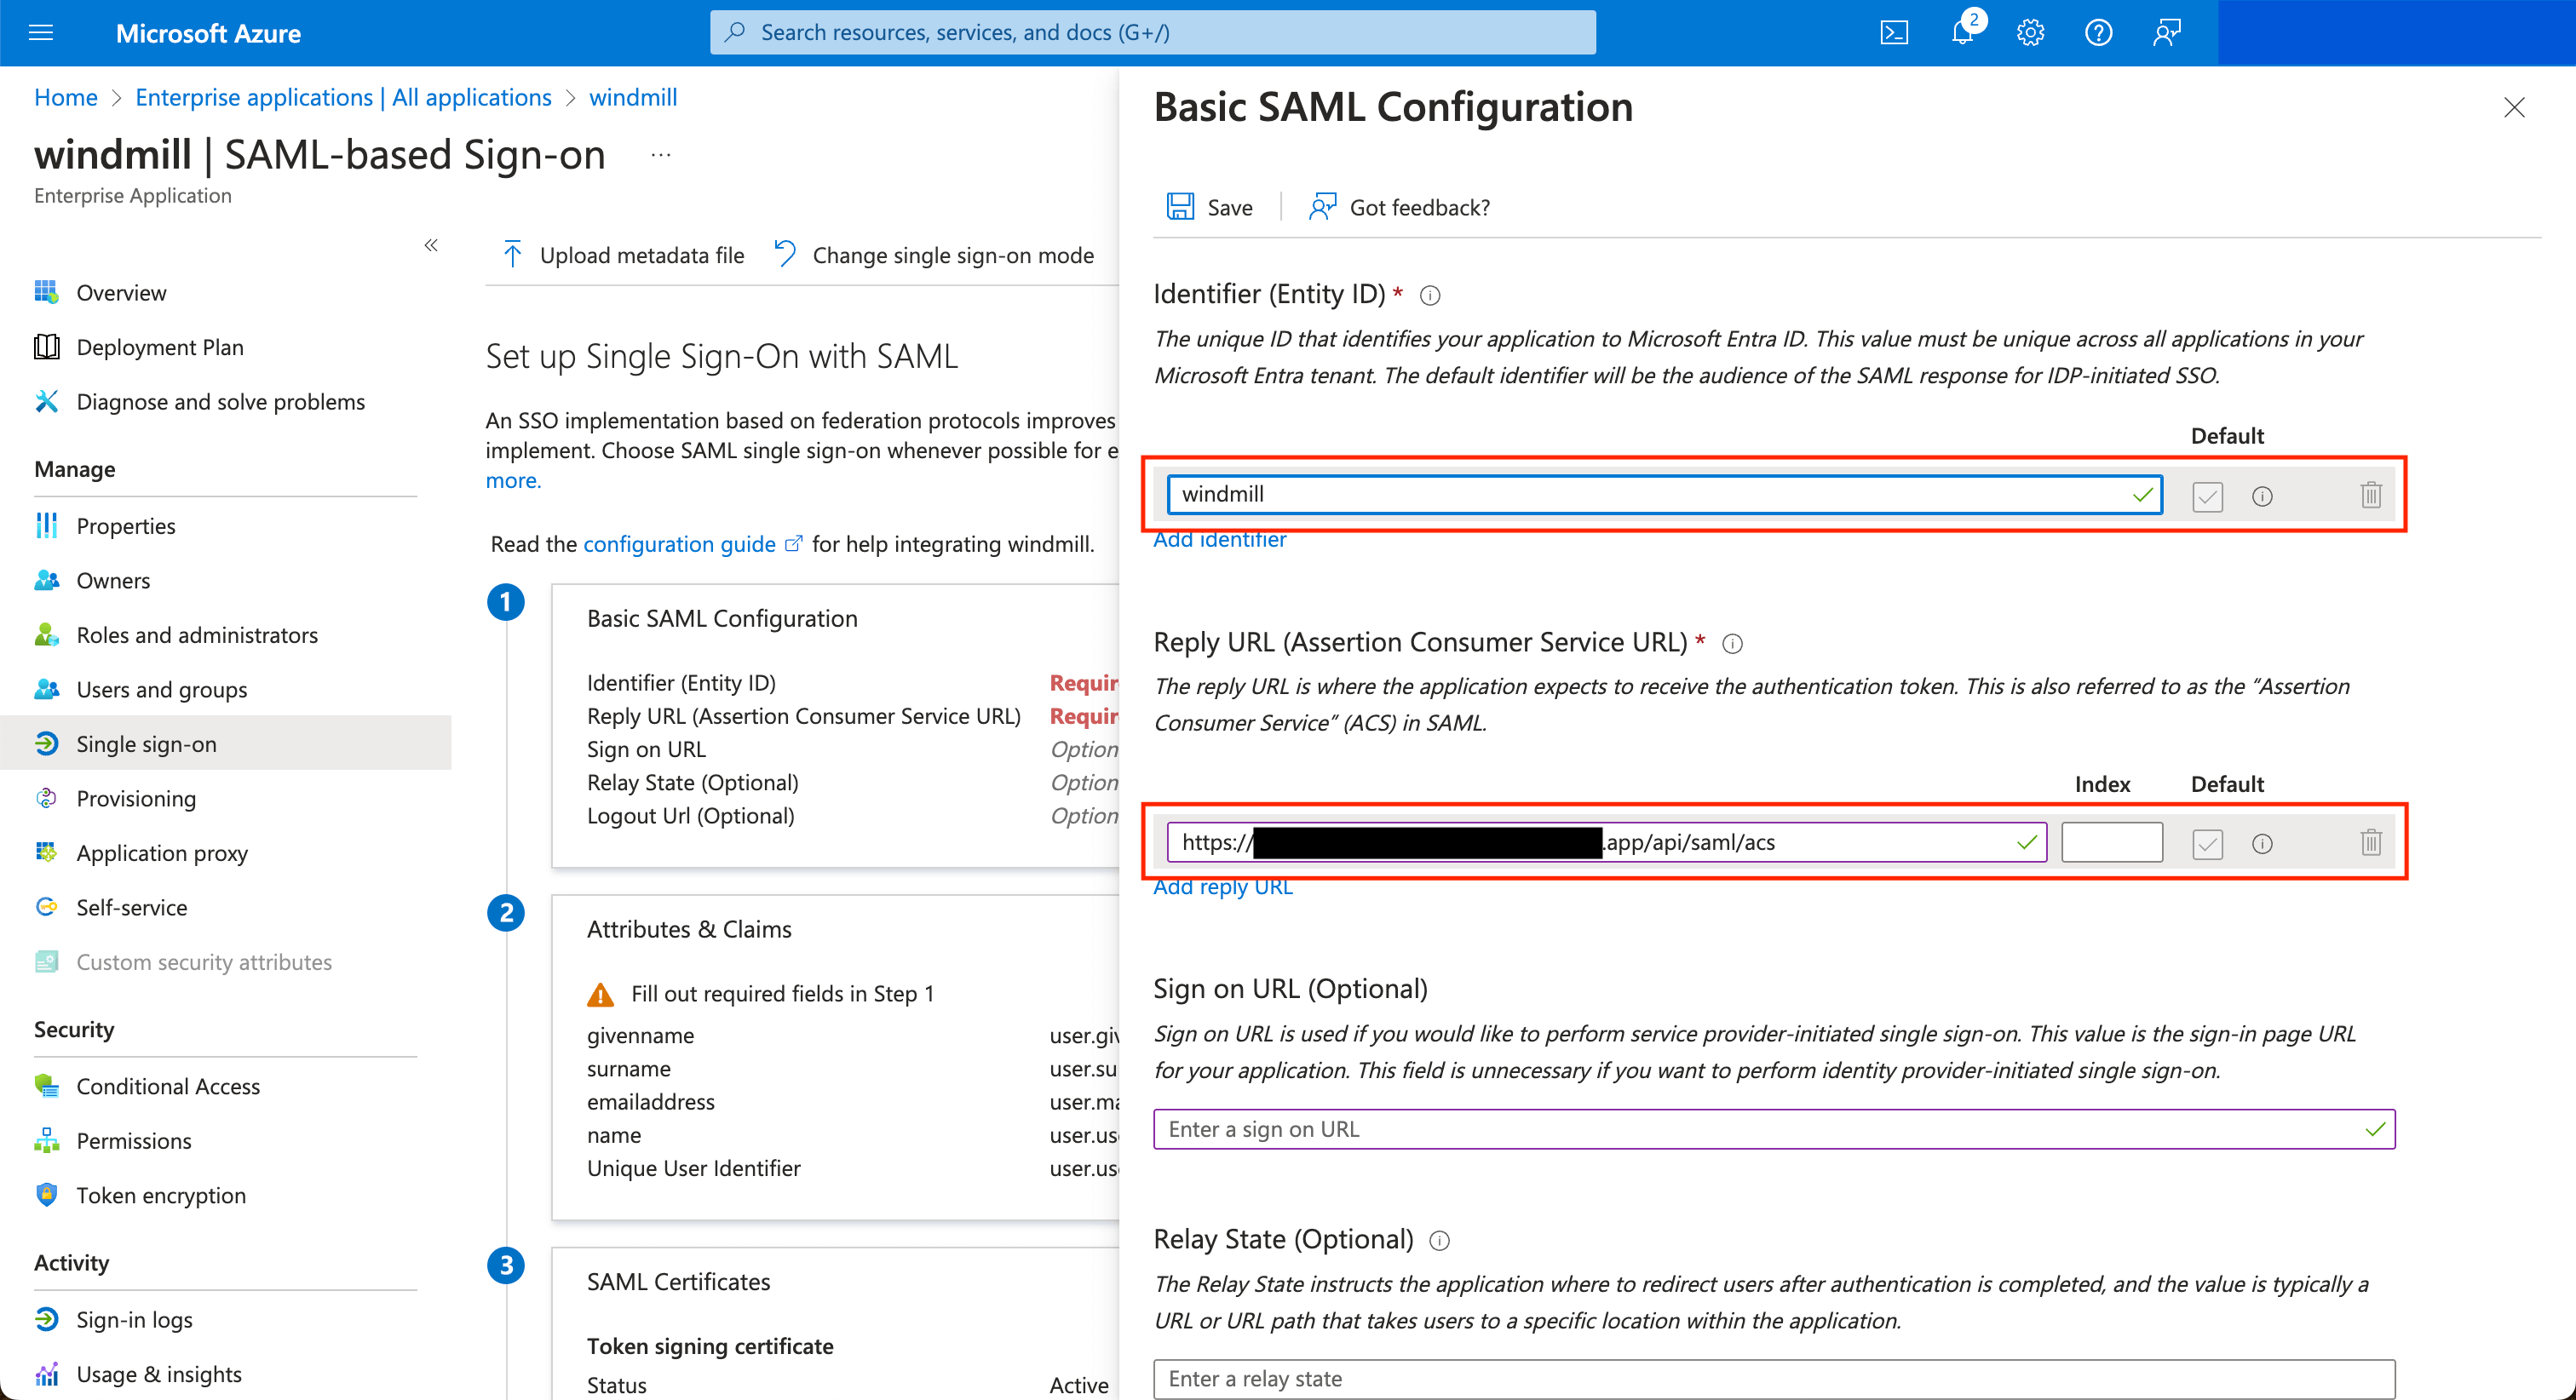 Microsoft Azure
Search resources, services, and docs (G+/)
2
Home > Enterprise applications | All applications > windmill
windmill | SAML-based Sign-on ...
Enterprise Application
«
Overview
Deployment Plan
Diagnose and solve problems
Manage
Properties
Owners
Roles and administrators
Users and groups
Single sign-on
Provisioning
Application proxy
Self-service
Custom security attributes
Security
Conditional Access
Permissions
Token encryption
Activity
Sign-in logs
Usage & insights
Upload metadata file
Change single sign-on mode
Set up Single Sign-On with SAML
An SSO implementation based on federation protocols improves
implement. Choose SAML single sign-on whenever possible for e
more.
Read the configuration guide for help integrating windmill.
1
Basic SAML Configuration
Identifier (Entity ID) Requir
Reply URL (Assertion Consumer Service URL) Requir
Sign on URL Option
Relay State (Optional) Option
Logout Url (Optional) Option
2
Attributes & Claims
Fill out required fields in Step 1
givenname user.giv
surname user.su
emailaddress user.ma
name user.us
Unique User Identifier user.us
3
SAML Certificates
Token signing certificate
Status Active
Basic SAML Configuration
Save
Got feedback?
Identifier (Entity ID) *
The unique ID that identifies your application to Microsoft Entra ID. This value must be unique across all applications in your
Microsoft Entra tenant. The default identifier will be the audience of the SAML response for IDP-initiated SSO.
Default
windmill
Add identifier
Reply URL (Assertion Consumer Service URL) *
The reply URL is where the application expects to receive the authentication token. This is also referred to as the “Assertion
Consumer Service” (ACS) in SAML.
Index Default
https:// .app/api/saml/acs
Add reply URL
Sign on URL (Optional)
Sign on URL is used if you would like to perform service provider-initiated single sign-on. This value is the sign-in page URL
for your application. This field is unnecessary if you want to perform identity provider-initiated single sign-on.
Enter a sign on URL
Relay State (Optional)
The Relay State instructs the application where to redirect users after authentication is completed, and the value is typically a
URL or URL path that takes users to a specific location within the application.
Enter a relay state